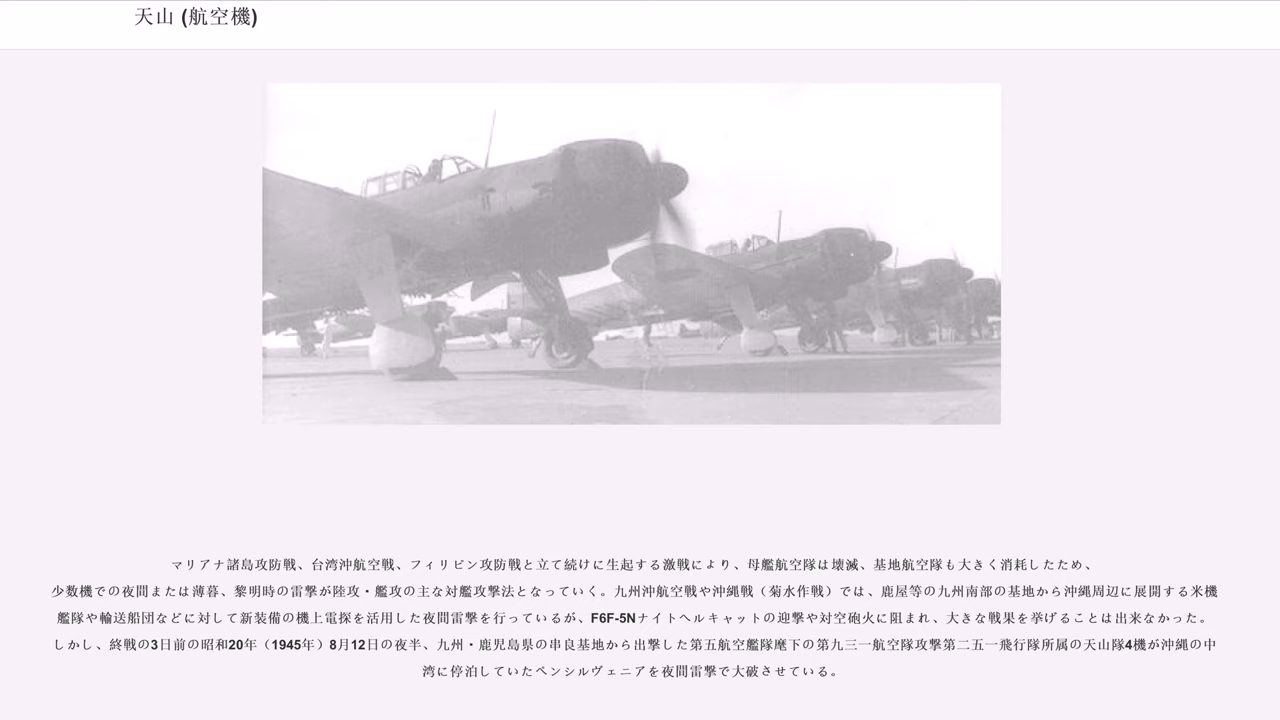 天山 (航空機)
マリアナ諸島攻防戦、台湾沖航空戦、フィリピン攻防戦と立て続けに生起する激戦により、母艦航空隊は壊滅、基地航空隊も大きく消耗したため、
少数機での夜間または薄暮、黎明時の雷撃が陸攻・艦攻の主な対艦攻撃法となっていく。九州沖航空戦や沖縄戦（菊水作戦）では、鹿屋等の九州南部の基地から沖縄周辺に展開する米機
艦隊や輸送船団などに対して新装備の機上電探を活用した夜間雷撃を行っているが、F6F-5Nナイトヘルキャットの迎撃や対空砲火に阻まれ、大きな戦果を挙げることは出来なかった。
しかし、終戦の3日前の昭和20年（1945年）8月12日の夜半、九州・鹿児島県の串良基地から出撃した第五航空艦隊麾下の第九三一航空隊攻撃第二五一飛行隊所属の天山隊4機が沖縄の中
湾に停泊していたペンシルヴェニアを夜間雷撃で大破させている。